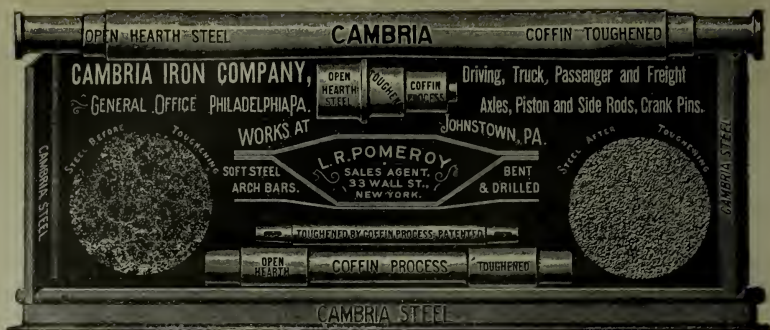 OPEN HEARTH STEEL CAMBRIA COFFIN TOUGHENED
CAMBRIA IRON COMPANY,
GENERAL OFFICE PHILADELPHIA PA.
OPEN HEARTH STEEL
TOUGHEN
COFFIN PROCESS
Driving, Truck, Passenger and Freight
Axles, Piston and Side Rods, Crank Pins.
WORKS AT JOHNSTOWN, PA.
CAMBRIA STEEL
STEEL BEFORE TOUGHENING
SOFT STEEL
ARCH BARS.
L.R. POMEROY,
SALES AGENT,
33 WALL ST.,
NEW YORK.
BENT
& DRILLED
STEEL AFTER TOUGHENING
CAMBRIA STEEL
TOUGHENED BY COFFIN PROCESS-PATENTED
OPEN HEARTH
COFFIN PROCESS
TOUGHENED
CAMBRIA STEEL